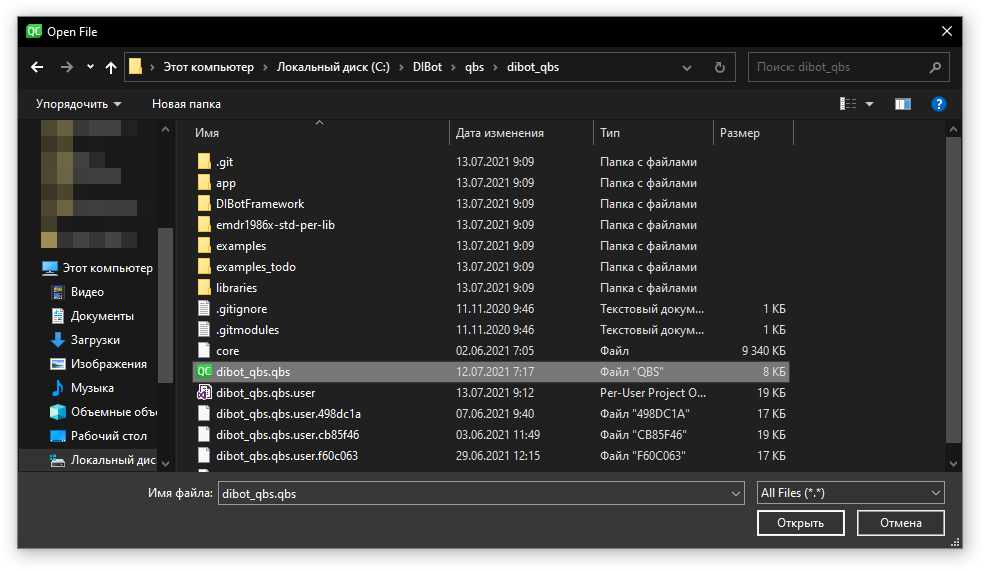 QC Open File
Этот компьютер Локальный диск (C:) DIBot qbs dibot_qbs Поиск: dibot_qbs
Упорядочить Новая папка ?
Имя Дата изменения Тип Размер
.git 13.07.2021 9:09 Папка с файлами
app 13.07.2021 9:09 Папка с файлами
DIBotFramework 13.07.2021 9:09 Папка с файлами
emdr1986x-std-per-lib 13.07.2021 9:09 Папка с файлами
examples 13.07.2021 9:09 Папка с файлами
examples_todo 13.07.2021 9:09 Папка с файлами
libraries 13.07.2021 9:09 Папка с файлами
.gitignore 11.11.2020 9:46 Текстовый докум... 1 КБ
.gitmodules 11.11.2020 9:46 Текстовый докум... 1 КБ
core 02.06.2021 7:05 Файл 9 340 КБ
QC dibot_qbs.qbs 12.07.2021 7:17 Файл "QBS" 8 КБ
dibot_qbs.qbs.user 13.07.2021 9:12 Per-User Project O... 19 КБ
dibot_qbs.qbs.user.498dc1a 07.06.2021 9:40 Файл "498DC1A" 17 КБ
dibot_qbs.qbs.user.cb85f46 03.06.2021 11:49 Файл "CB85F46" 19 КБ
dibot_qbs.qbs.user.f60c063 29.06.2021 12:15 Файл "F60C063" 17 КБ
Этот компьютер
Видео
Документы
Загрузки
Изображения
Музыка
Объемные объ
Рабочий стол
Локальный дис
Имя файла: dibot_qbs.qbs All Files (*.*)
Открыть Отмена